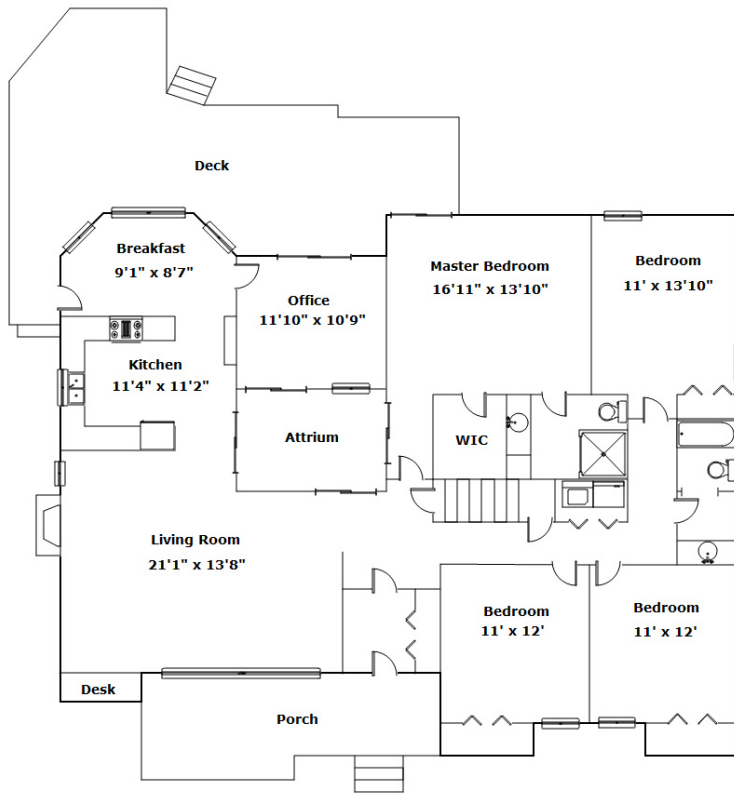 Deck
Breakfast
9'1" x 8'7"
Office
11'10" x 10'9"
Master Bedroom
16'11" x 13'10"
Bedroom
11' x 13'10"
Kitchen
11'4" x 11'2"
Attrium
WIC
Living Room
21'1" x 13'8"
Bedroom
11' x 12'
Bedroom
11' x 12'
Desk
Porch